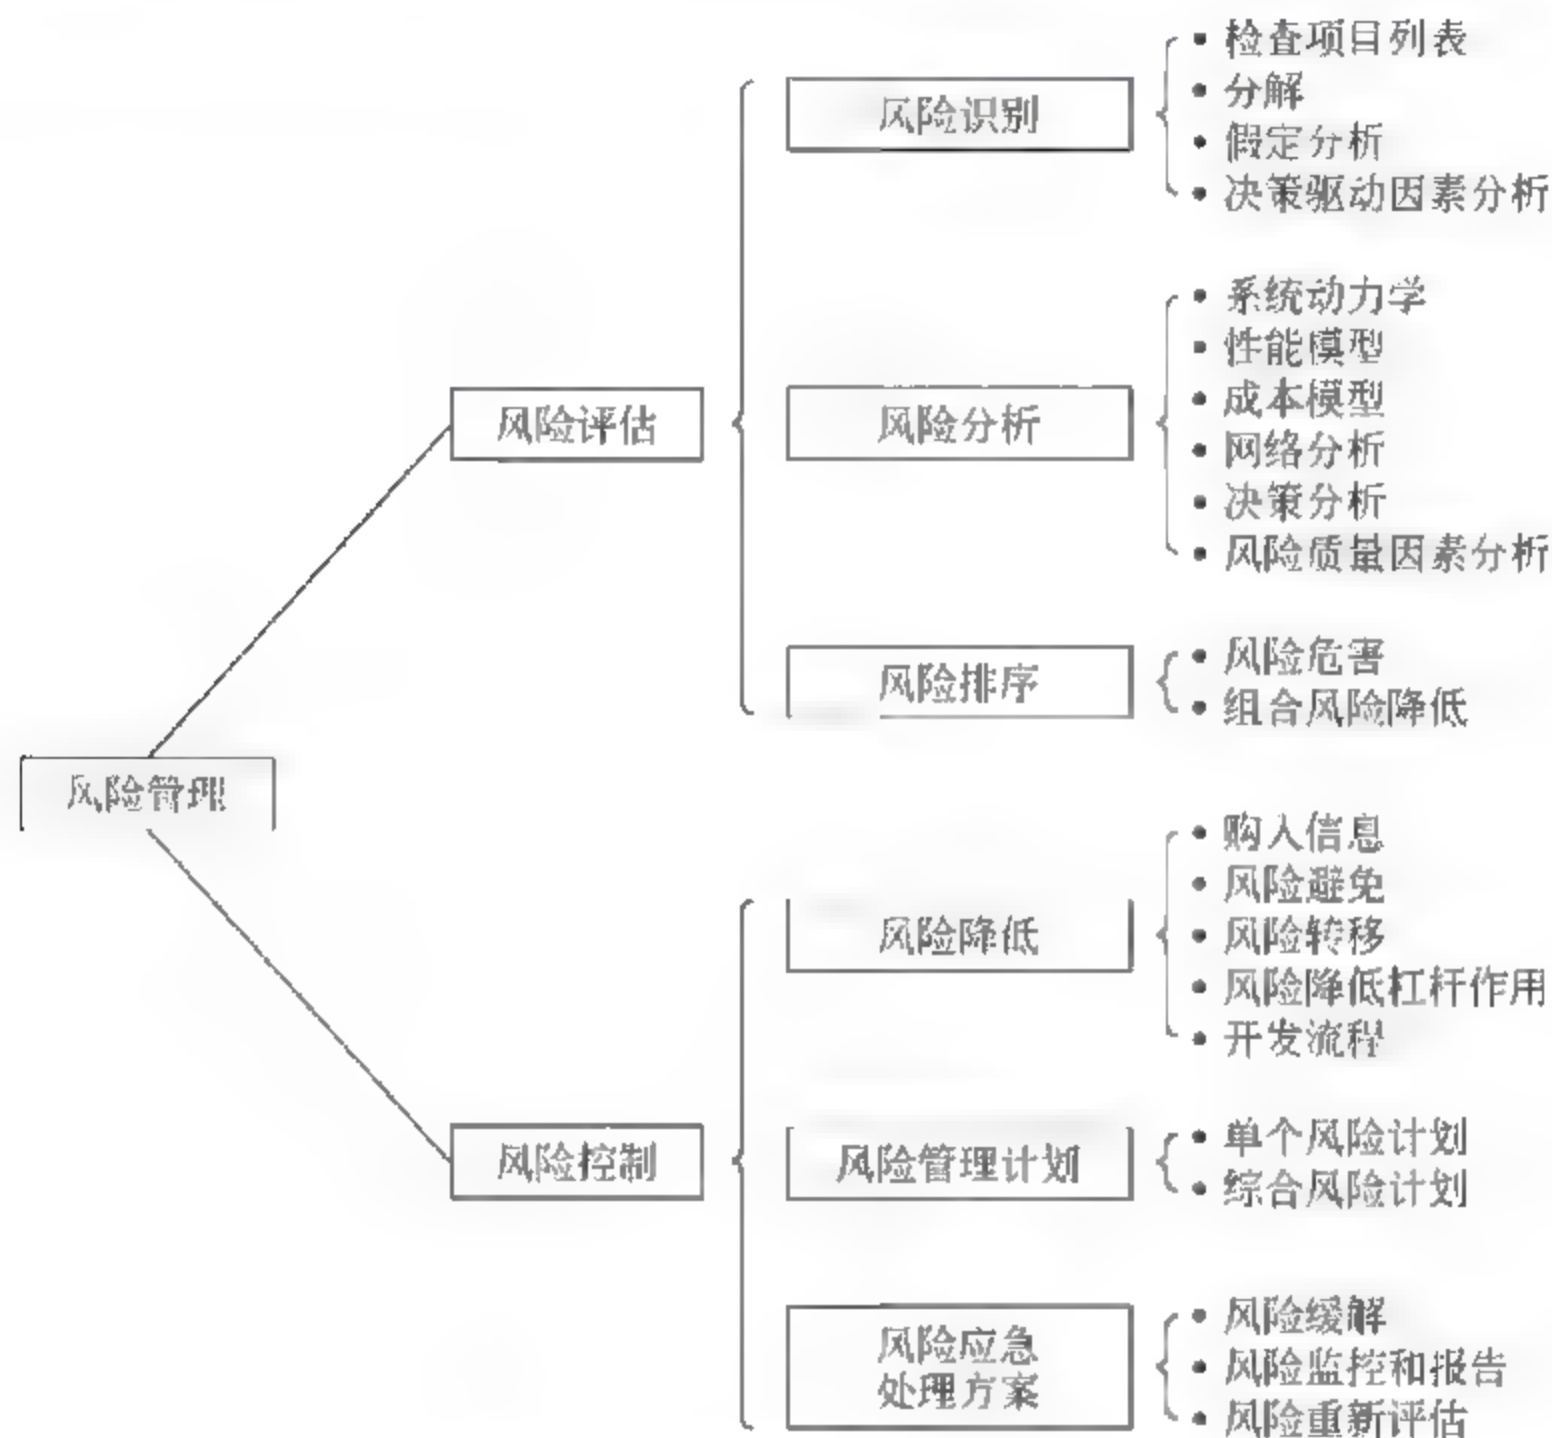 风险管理
风险评估
风险识别
• 检查项目列表
• 分解
• 假定分析
• 决策驱动因素分析
风险分析
• 系统动力学
• 性能模型
• 成本模型
• 网络分析
• 决策分析
• 风险质量因素分析
风险排序
• 风险危害
• 组合风险降低
风险控制
风险降低
• 购入信息
• 风险避免
• 风险转移
• 风险降低杠杆作用
• 开发流程
风险管理计划
• 单个风险计划
• 综合风险计划
风险应急
处理方案
• 风险缓解
• 风险监控和报告
• 风险重新评估